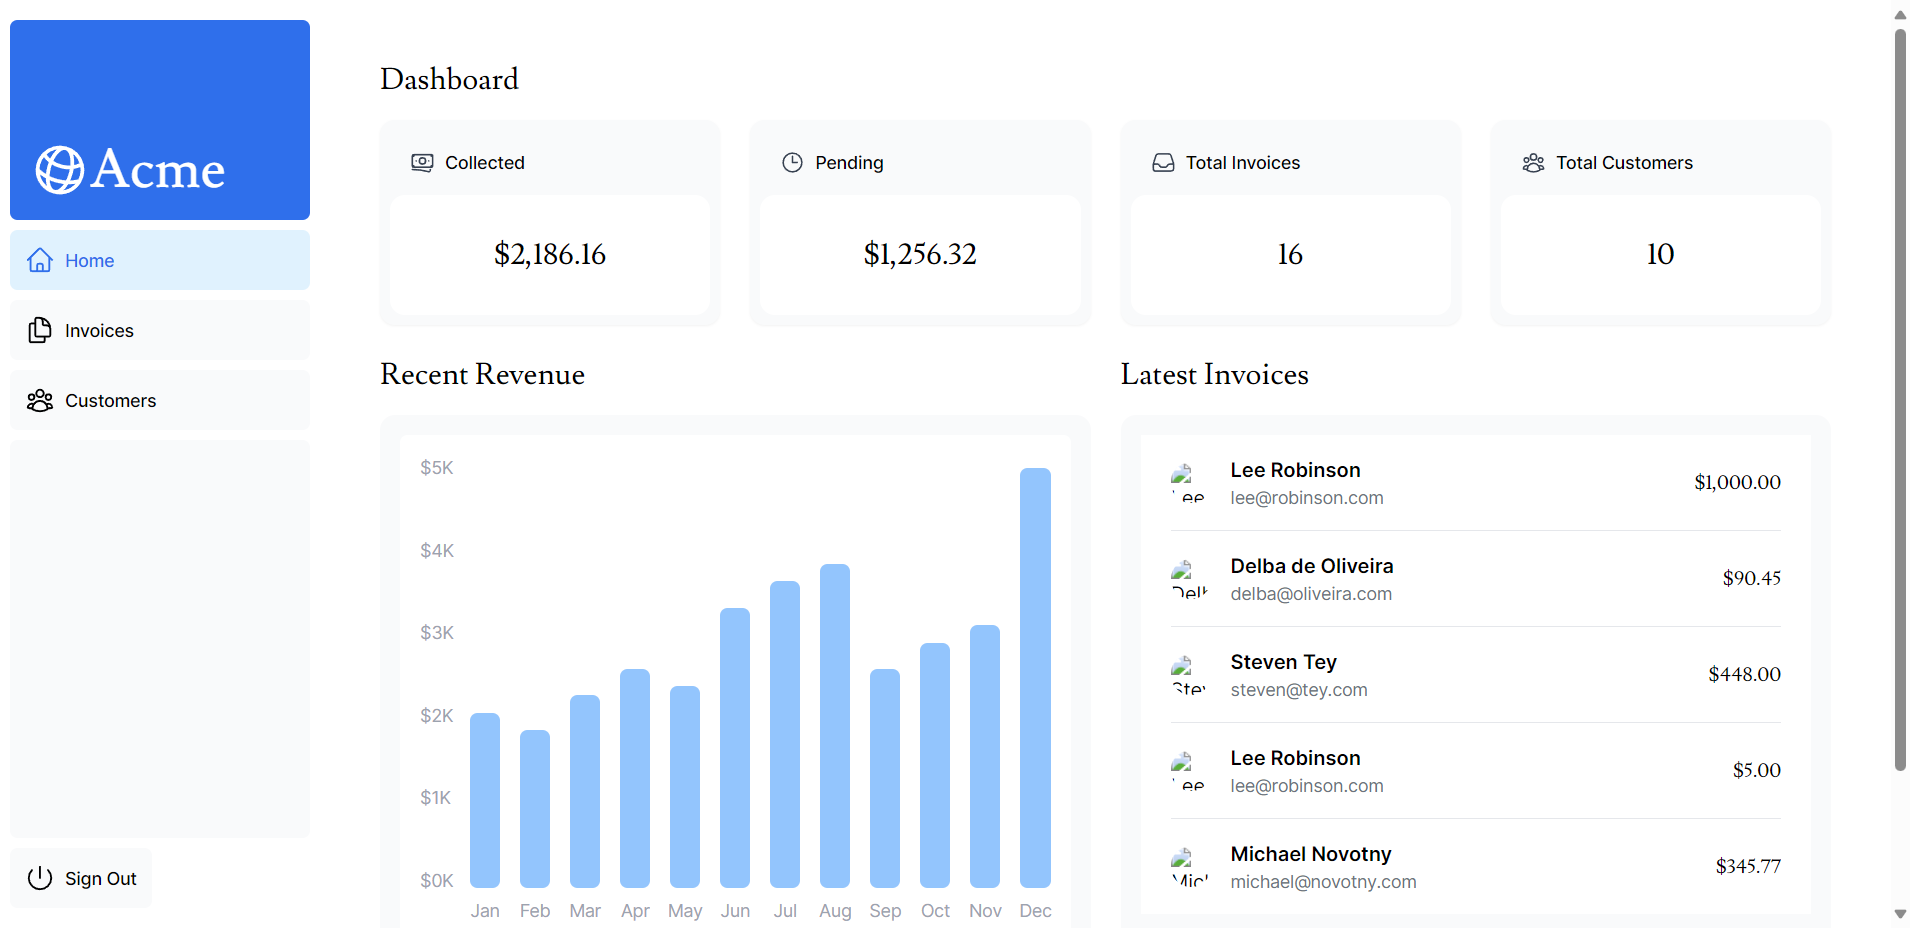 Acme
Home
Invoices
Customers
Sign Out
Dashboard
Collected
$2,186.16
Pending
$1,256.32
Total Invoices
16
Total Customers
10
Recent Revenue
$5K
$4K
$3K
$2K
$1K
$0K
Jan Feb Mar Apr May Jun Jul Aug Sep Oct Nov Dec
Latest Invoices
Lee Robinson
lee@robinson.com
$1,000.00
Delba de Oliveira
delba@oliveira.com
$90.45
Steven Tey
steven@tey.com
$448.00
Lee Robinson
lee@robinson.com
$5.00
Michael Novotny
michael@novotny.com
$345.77